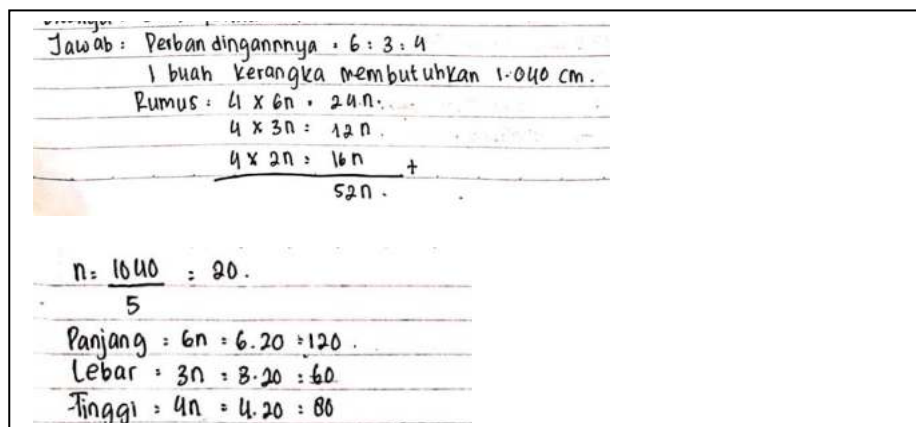 Jawab : Perbandingannnya : 6 : 3 : 4
1 buah kerangka membutuhkan 1.040 cm.
Rumus : 4 x 6n = 24.n.
4 x 3n = 12n.
4 x 2n = 16n +
52n.
n = 1040 = 20.
5
Panjang = 6n = 6.20 = 120.
Lebar = 3n = 3.20 = 60
Tinggi = 4n = 4.20 = 80